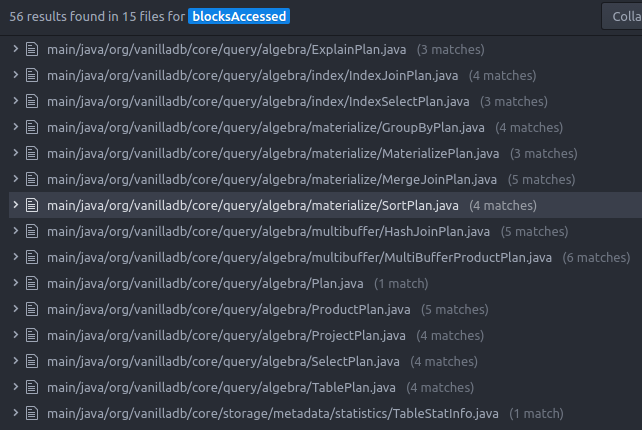 56 results found in 15 files for blocksAccessed
Colla
main/java/org/vanilladb/core/query/algebra/ExplainPlan.java (3 matches)
main/java/org/vanilladb/core/query/algebra/index/IndexJoinPlan.java (4 matches)
main/java/org/vanilladb/core/query/algebra/index/IndexSelectPlan.java (3 matches)
main/java/org/vanilladb/core/query/algebra/materialize/GroupByPlan.java (4 matches)
main/java/org/vanilladb/core/query/algebra/materialize/MaterializePlan.java (3 matches)
main/java/org/vanilladb/core/query/algebra/materialize/MergeJoinPlan.java (5 matches)
main/java/org/vanilladb/core/query/algebra/materialize/SortPlan.java (4 matches)
main/java/org/vanilladb/core/query/algebra/multibuffer/HashJoinPlan.java (5 matches)
main/java/org/vanilladb/core/query/algebra/multibuffer/MultiBufferProductPlan.java (6 matches)
main/java/org/vanilladb/core/query/algebra/Plan.java (1 match)
main/java/org/vanilladb/core/query/algebra/ProductPlan.java (5 matches)
main/java/org/vanilladb/core/query/algebra/ProjectPlan.java (4 matches)
main/java/org/vanilladb/core/query/algebra/SelectPlan.java (4 matches)
main/java/org/vanilladb/core/query/algebra/TablePlan.java (4 matches)
main/java/org/vanilladb/core/storage/metadata/statistics/TableStatInfo.java (1 match)